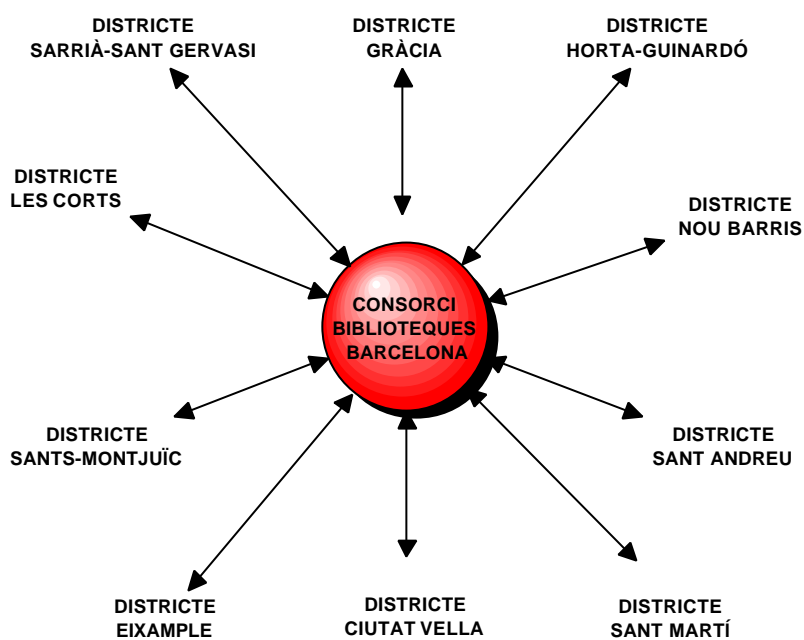 DISTRICTE
SARRIÀ-SANT GERVASI
DISTRICTE
GRÀCIA
DISTRICTE
HORTA-GUINARDÓ
DISTRICTE
LES CORTS
DISTRICTE
NOU BARRIS
CONSORCI
BIBLIOTEQUES
BARCELONA
DISTRICTE
SANTS-MONTJUÏC
DISTRICTE
SANT ANDREU
DISTRICTE
EIXAMPLE
DISTRICTE
CIUTAT VELLA
DISTRICTE
SANT MARTÍ